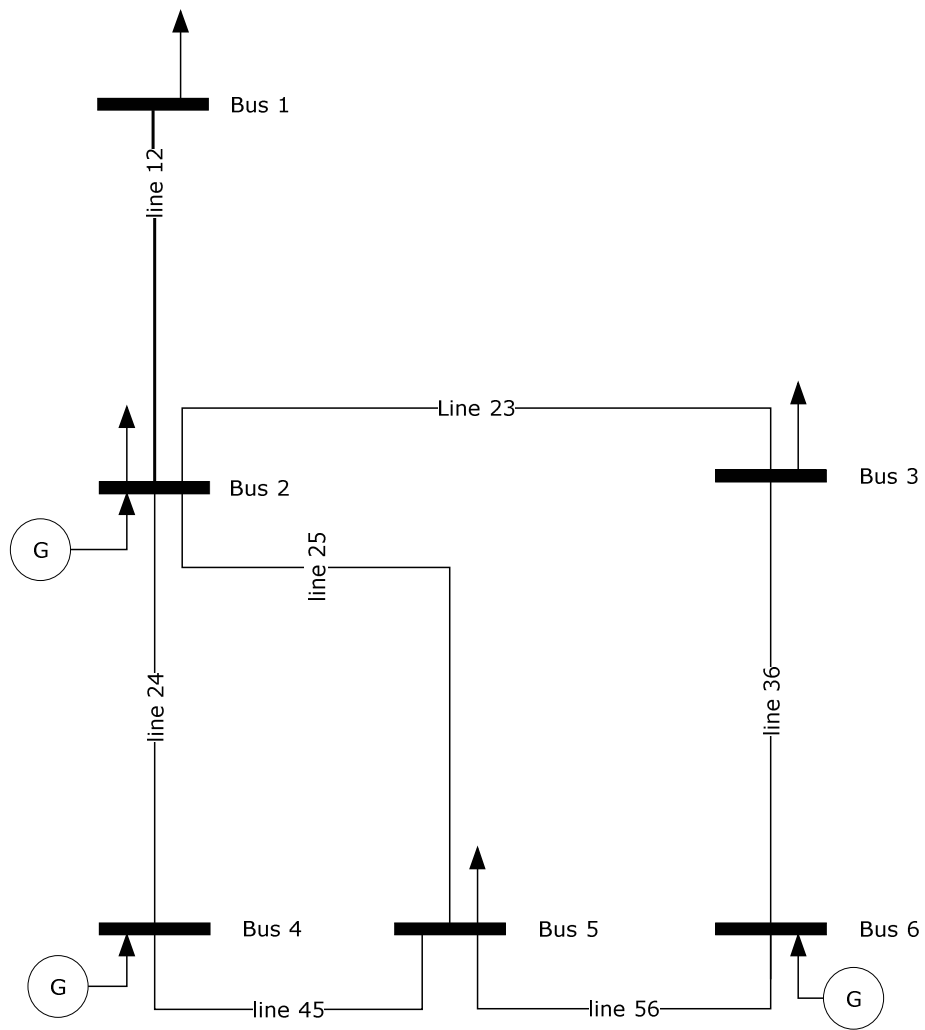 Bus 1
line 12
Line 23
Bus 3
Bus 2
G
line 25
line 24
line 36
Bus 4
Bus 5
Bus 6
G
G
line 45
line 56